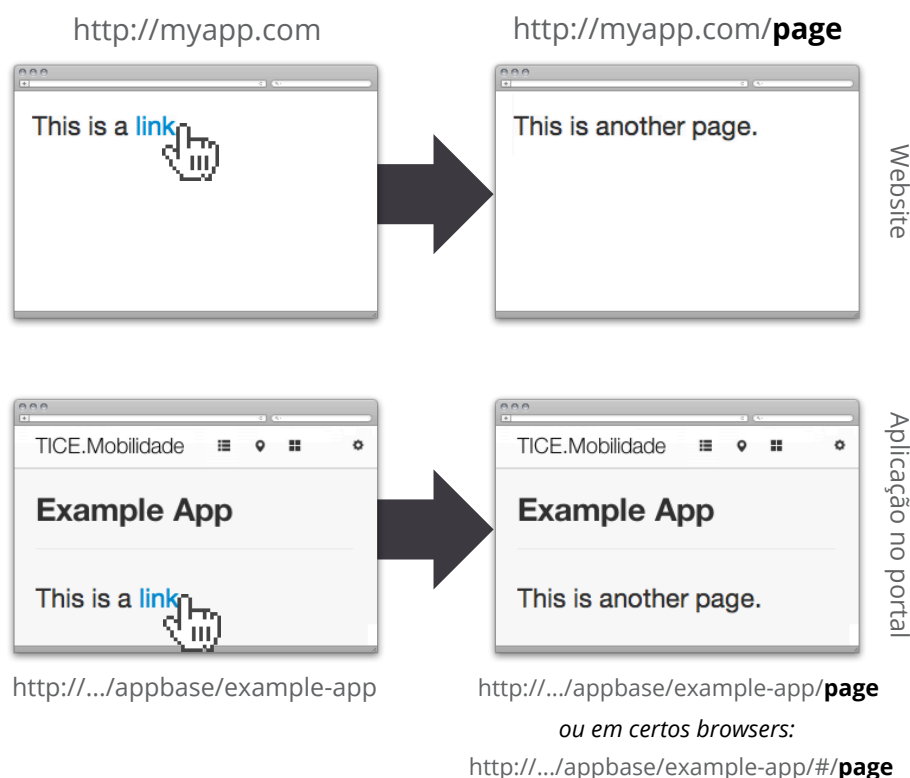 http://myapp.com
http://myapp.com/page
This is a link
This is another page.
Website
TICE.Mobilidade
Example App
This is a link
TICE.Mobilidade
Example App
This is another page.
Aplicação no portal
http://.../appbase/example-app
http://.../appbase/example-app/page
ou em certos browsers:
http://.../appbase/example-app/#/page